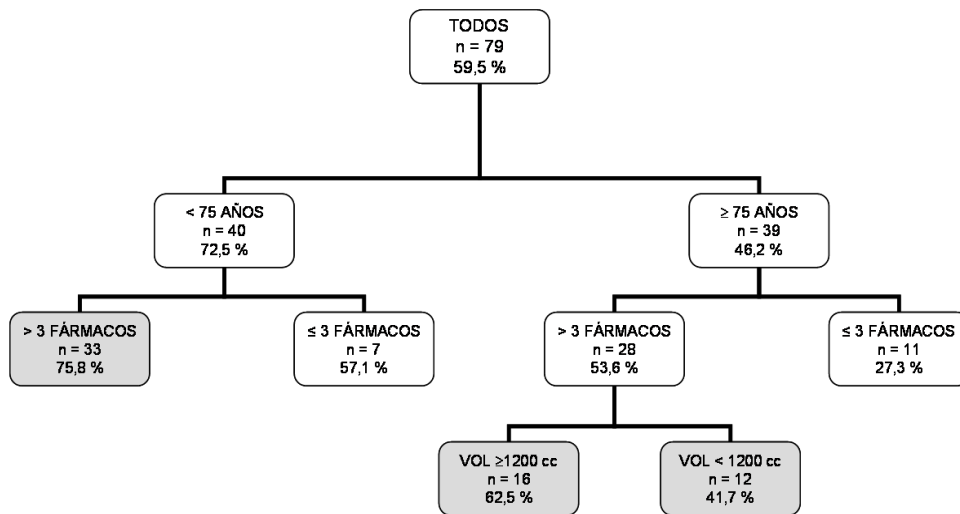 TODOS
n = 79
59,5 %
< 75 AÑOS
n = 40
72,5 %
≥ 75 AÑOS
n = 39
46,2 %
> 3 FÁRMACOS
n = 33
75,8 %
≤ 3 FÁRMACOS
n = 7
57,1 %
> 3 FÁRMACOS
n = 28
53,6 %
≤ 3 FÁRMACOS
n = 11
27,3 %
VOL ≥1200 cc
n = 16
62,5 %
VOL < 1200 cc
n = 12
41,7 %